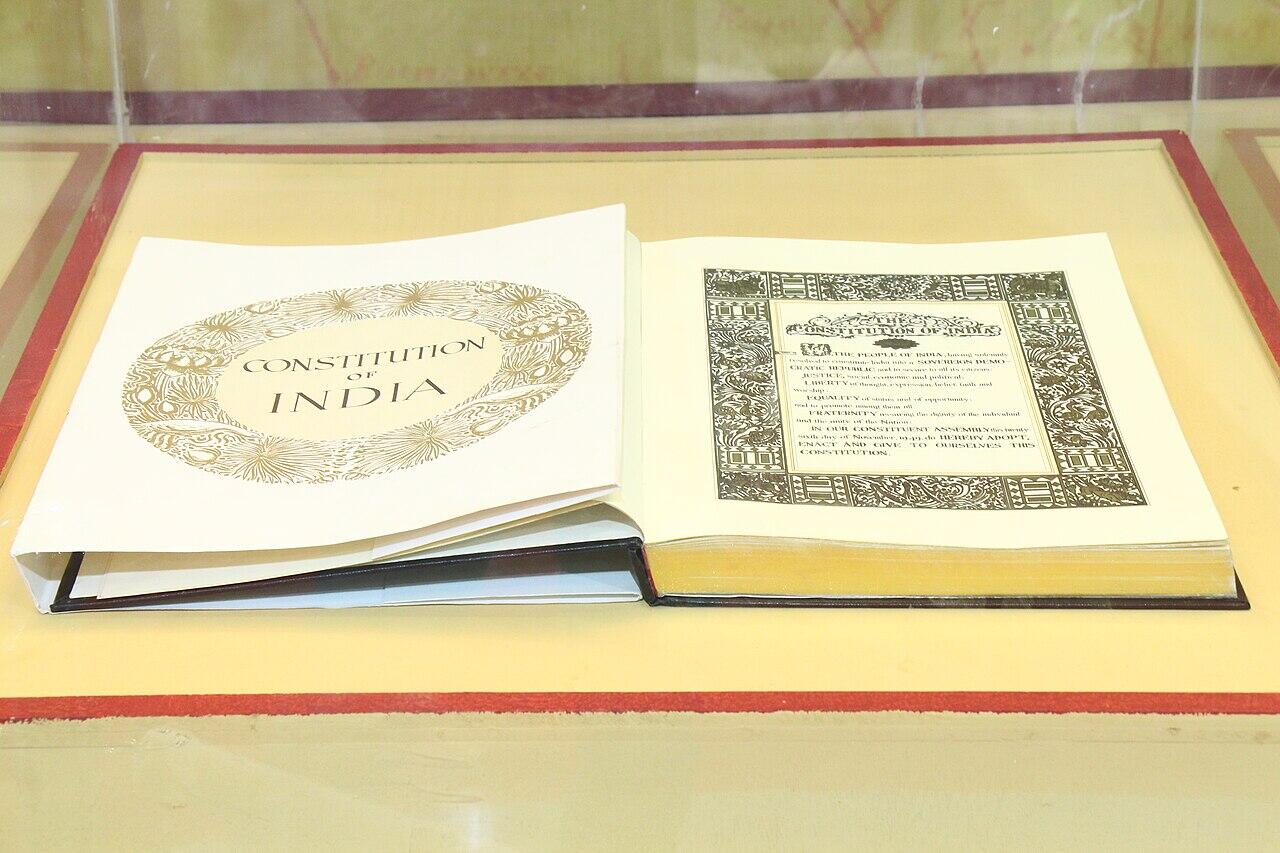 CONSTITUTION
OF
INDIA
THE
CONSTITUTION OF INDIA
WE, THE PEOPLE OF INDIA, having solemnly
resolved to constitute India into a SOVEREIGN DEMO-
CRATIC REPUBLIC and to secure to all its citizens:
JUSTICE, social, economic and political;
LIBERTY of thought, expression, belief, faith and
worship;
EQUALITY of status and of opportunity;
and to promote among them all
FRATERNITY assuring the dignity of the individual
and the unity of the Nation;
IN OUR CONSTITUENT ASSEMBLY this twenty
sixth day of November, 1949, do HEREBY ADOPT,
ENACT AND GIVE TO OURSELVES THIS
CONSTITUTION.